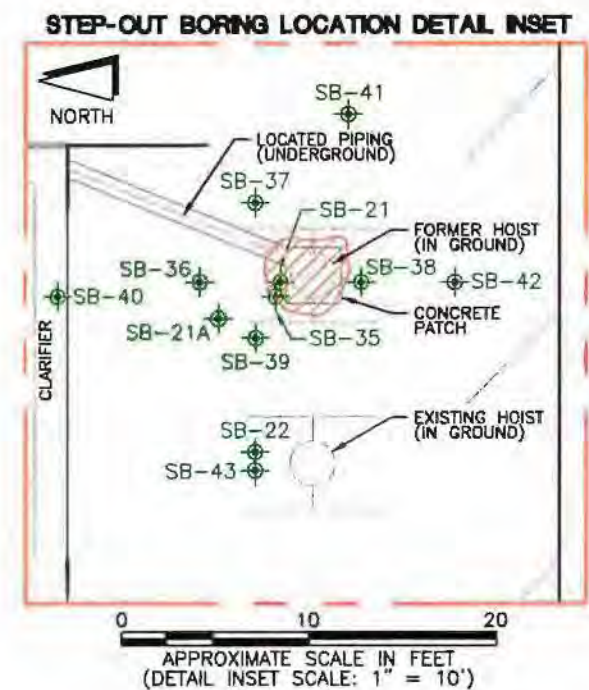 STEP-OUT BORING LOCATION DETAIL INSET
NORTH
SB-41
LOCATED PIPING
(UNDERGROUND)
SB-37
SB-21
FORMER HOIST
(IN GROUND)
SB-36
SB-38
SB-42
SB-40
CONCRETE
PATCH
SB-21A
SB-35
SB-39
CLARIFIER
EXISTING HOIST
(IN GROUND)
SB-22
SB-43
0 10 20
APPROXIMATE SCALE IN FEET
(DETAIL INSET SCALE: 1" = 10')